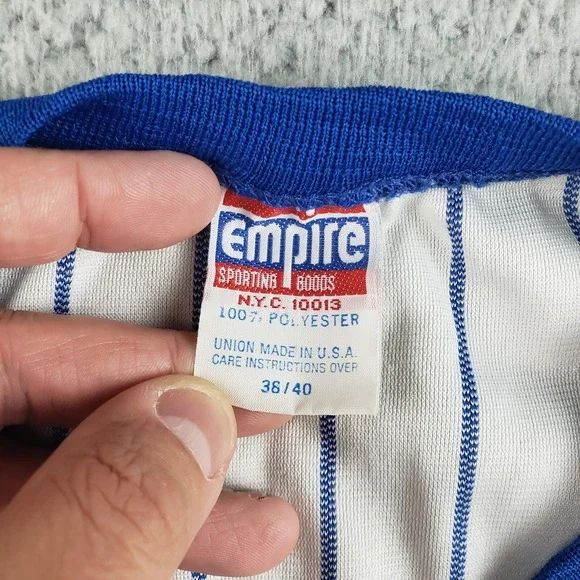 Empire
SPORTING GOODS
N.Y.C. 10013
100% POLYESTER
UNION MADE IN U.S.A.
CARE INSTRUCTIONS OVER
38/40